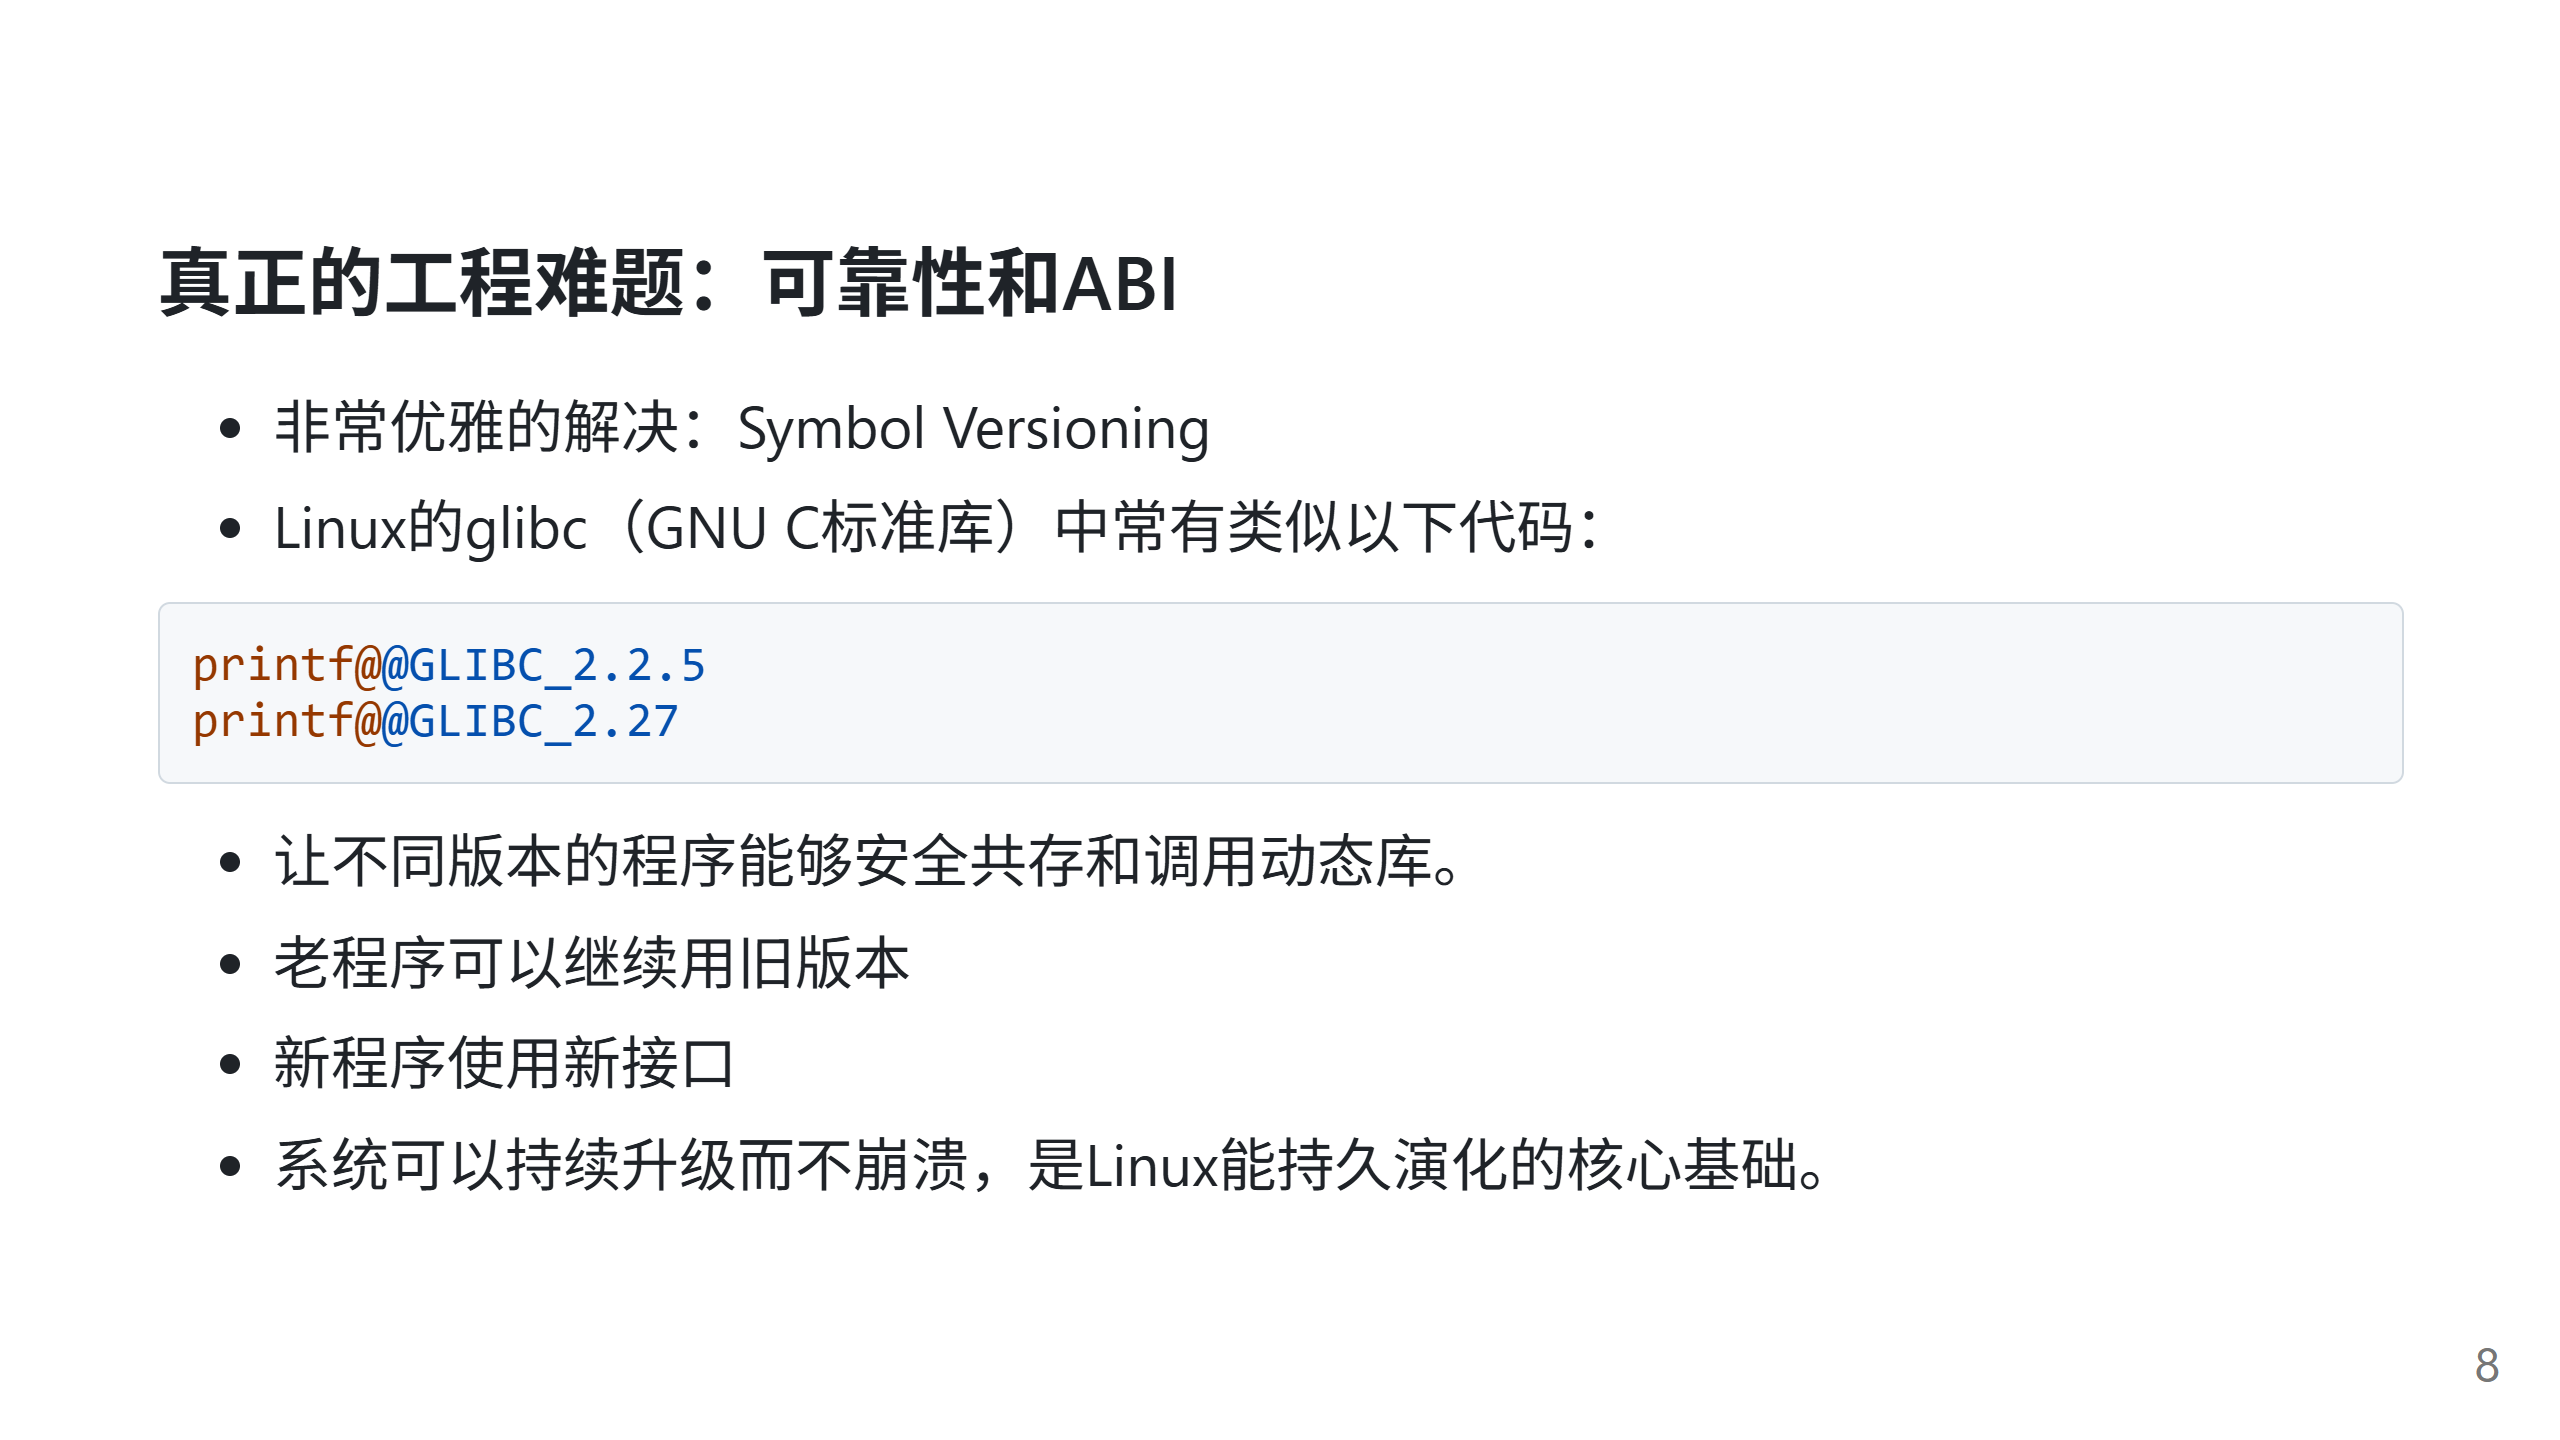 真正的工程难题：可靠性和ABI
非常优雅的解决：Symbol Versioning
Linux的glibc（GNU C标准库）中常有类似以下代码：
printf@@GLIBC_2.2.5
printf@@GLIBC_2.27
让不同版本的程序能够安全共存和调用动态库。
老程序可以继续用旧版本
新程序使用新接口
系统可以持续升级而不崩溃，是Linux能持久演化的核心基础。
8